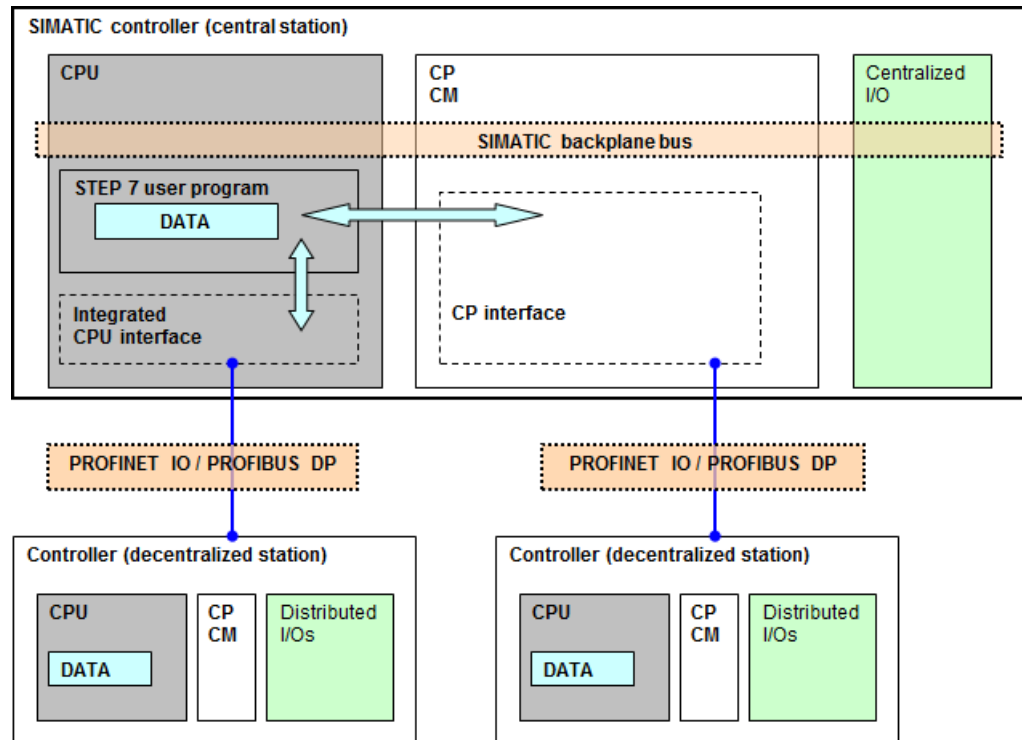 SIMATIC controller (central station)
CPU
CP
CM
Centralized
I/O
SIMATIC backplane bus
STEP 7 user program
DATA
Integrated
CPU interface
CP interface
PROFINET IO / PROFIBUS DP
PROFINET IO / PROFIBUS DP
Controller (decentralized station)
CPU
DATA
CP
CM
Distributed
I/Os
Controller (decentralized station)
CPU
DATA
CP
CM
Distributed
I/Os